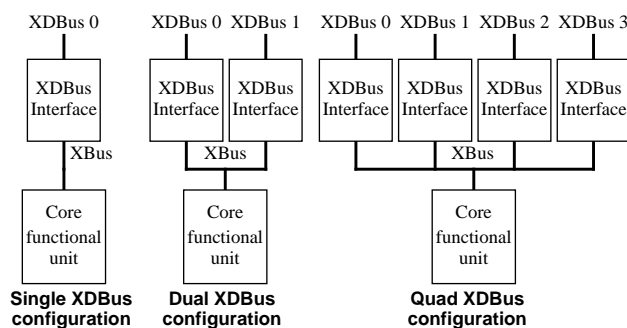 XDBus 0
XDBus
Interface
XBus
Core
functional
unit
Single XDBus
configuration
XDBus 0 XDBus 1
XDBus
Interface
XDBus
Interface
XBus
Core
functional
unit
Dual XDBus
configuration
XDBus 0 XDBus 1 XDBus 2 XDBus 3
XDBus
Interface
XDBus
Interface
XDBus
Interface
XDBus
Interface
XBus
Core
functional
unit
Quad XDBus
configuration